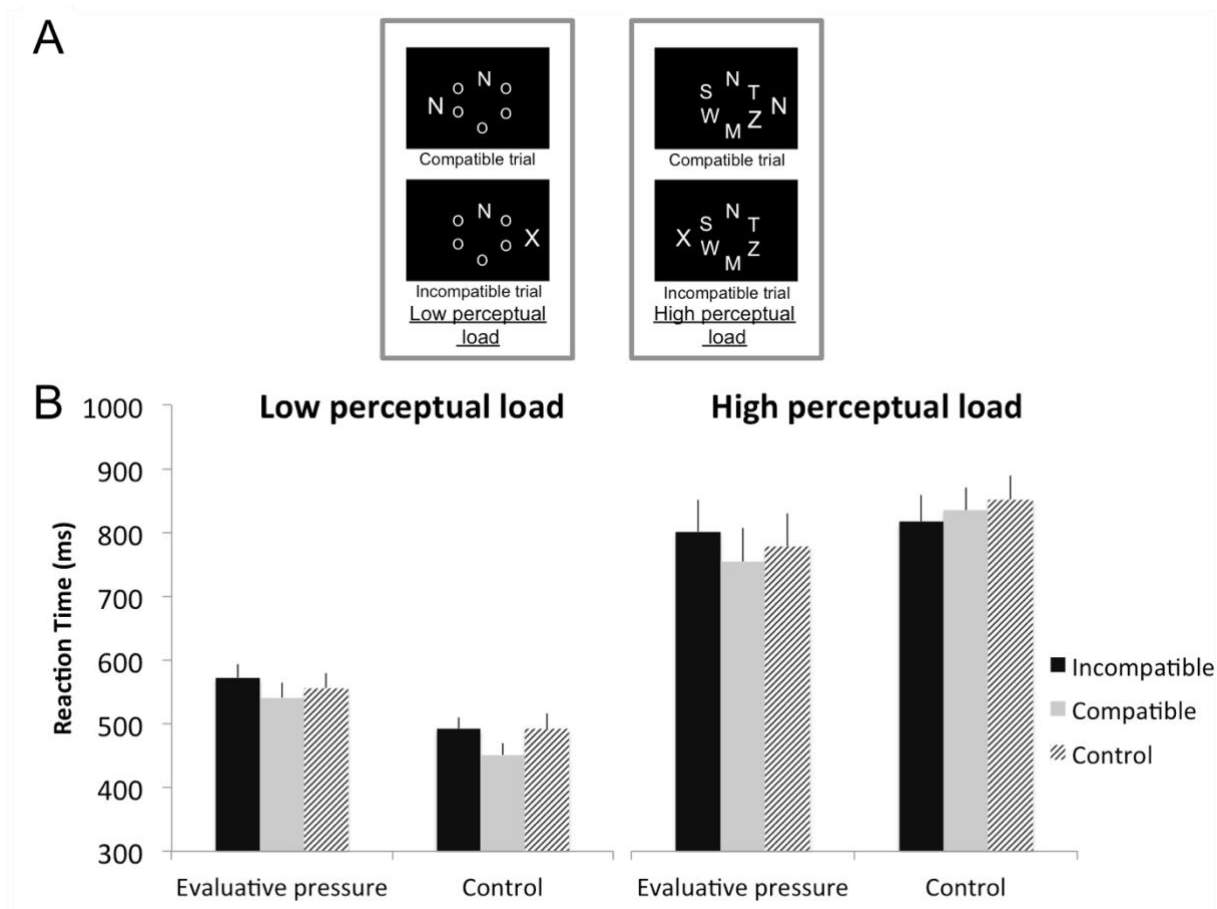 A
N
O O
N
O O
O
Compatible trial
N
O O
X
O O
O
Incompatible trial
Low perceptual
load
N
S T
N
W Z
M
Compatible trial
N
S T
X
W Z
M
Incompatible trial
High perceptual
load
B
Low perceptual load
High perceptual load
Reaction Time (ms)
1000
900
800
700
600
500
400
300
Evaluative pressure
Control
Evaluative pressure
Control
Incompatible
Compatible
Control